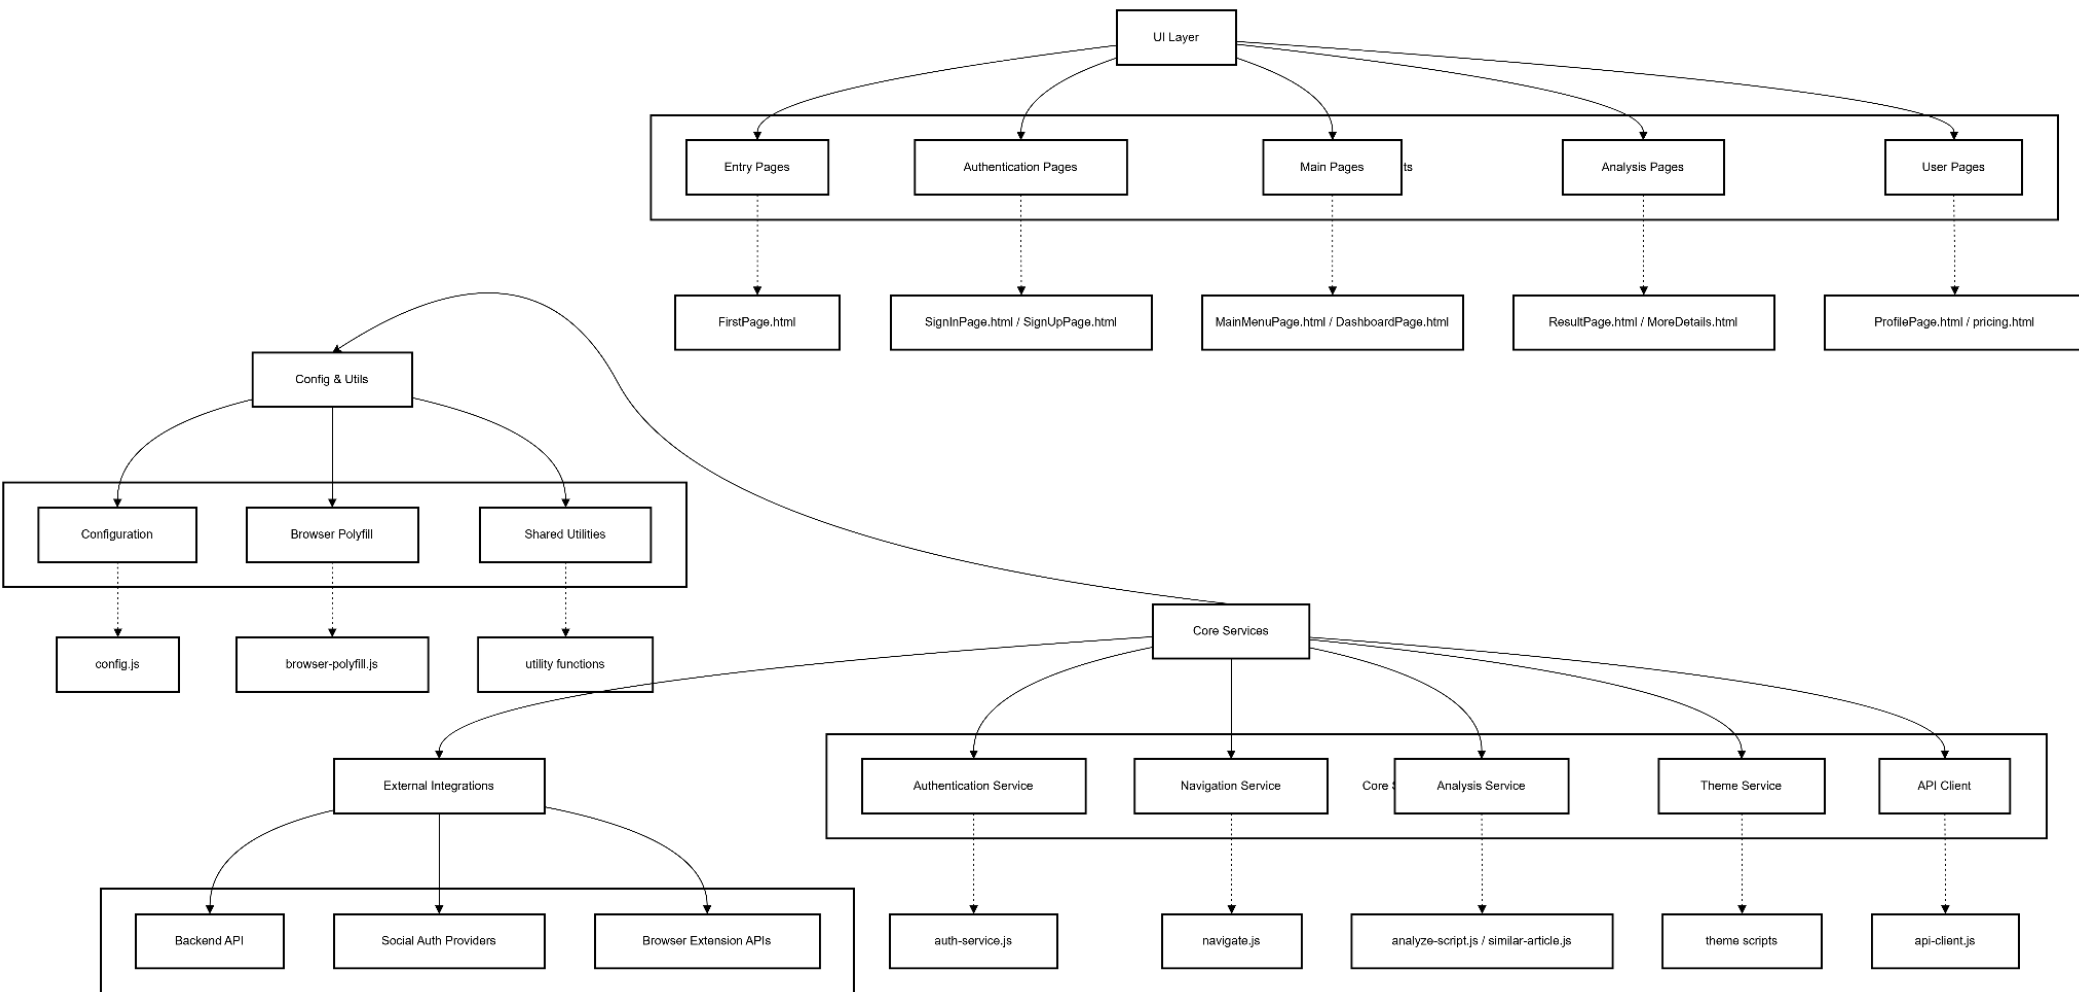 UI Layer
Entry Pages
Authentication Pages
Main Pages
ts
Analysis Pages
User Pages
FirstPage.html
SignInPage.html / SignUpPage.html
MainMenuPage.html / DashboardPage.html
ResultPage.html / MoreDetails.html
ProfilePage.html / pricing.html
Config & Utils
Configuration
Browser Polyfill
Shared Utilities
config.js
browser-polyfill.js
utility functions
Core Services
External Integrations
Authentication Service
Navigation Service
Core
Analysis Service
Theme Service
API Client
Backend API
Social Auth Providers
Browser Extension APIs
auth-service.js
navigate.js
analyze-script.js / similar-article.js
theme scripts
api-client.js